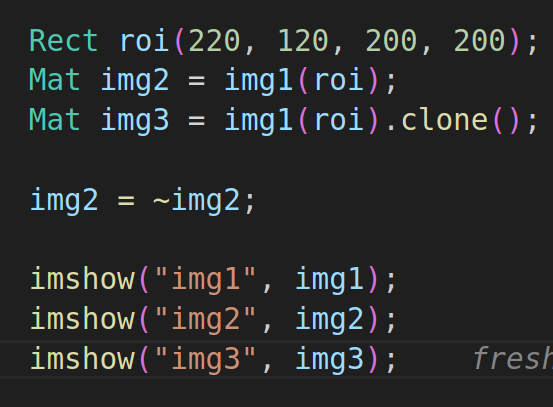 Rect roi(220, 120, 200, 200);
Mat img2 = img1(roi);
Mat img3 = img1(roi).clone();
img2 = ~img2;
imshow("img1", img1);
imshow("img2", img2);
imshow("img3", img3); fresh